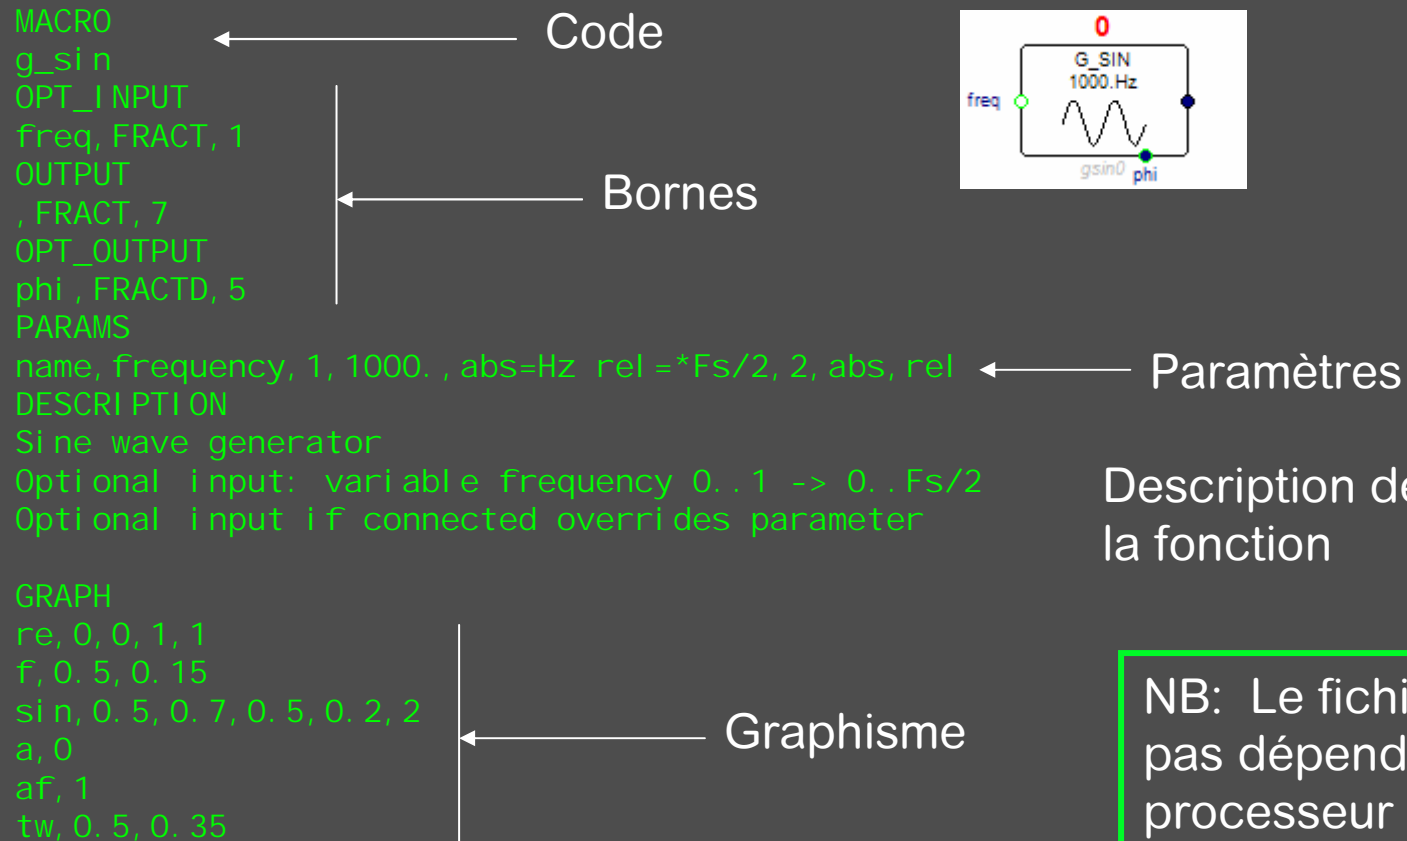 MACRO
g_sin
OPT_INPUT
freq,FRACT,1
OUTPUT
,FRACT,7
OPT_OUTPUT
phi,FRACTD,5
PARAMS
name,frequency,1,1000.,abs=Hz rel=*Fs/2,2,abs,rel
DESCRIPTION
Sine wave generator
Optional input: variable frequency 0..1 -> 0..Fs/2
Optional input if connected overrides parameter
GRAPH
re,0,0,1,1
f,0.5,0.15
sin,0.5,0.7,0.5,0.2,2
a,0
af,1
tw,0.5,0.35
Code
Bornes
Paramètres
Graphisme
0
G_SIN
1000.Hz
freq
gsin0
phi
Description de
la fonction
NB: Le fichi
pas dépend
processeur